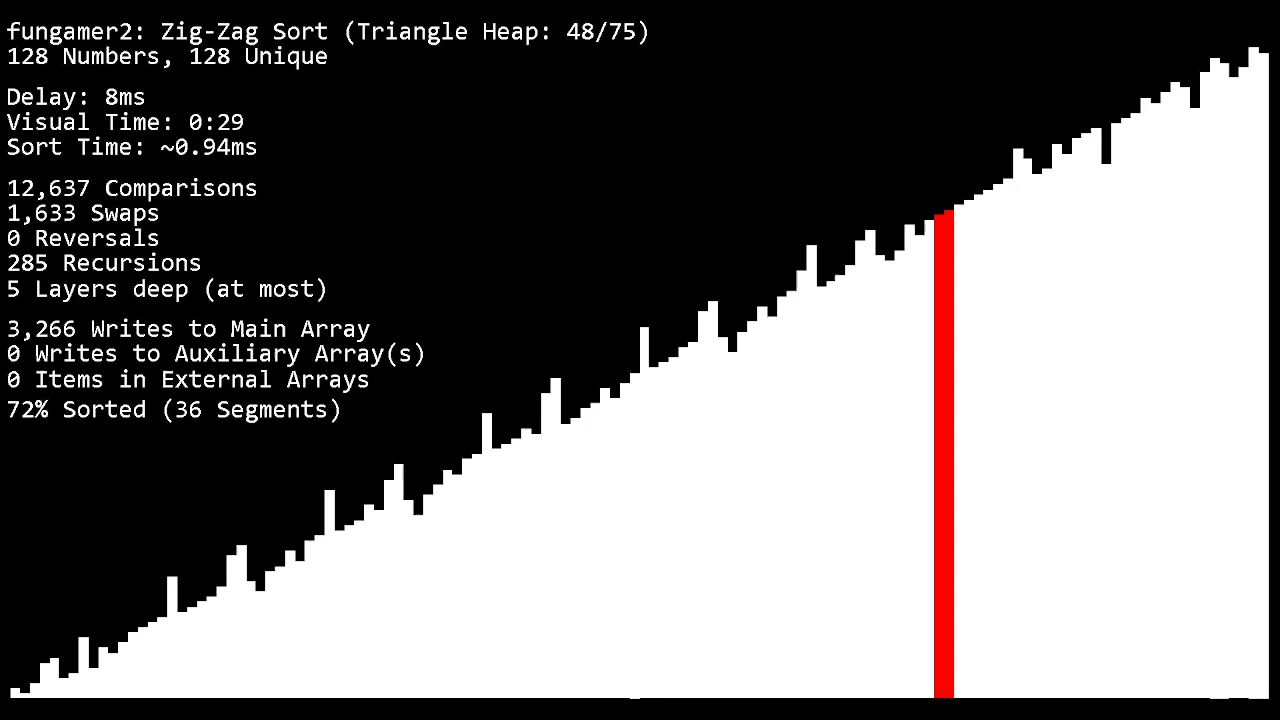 fungamer2: Zig-Zag Sort (Triangle Heap: 48/75)
128 Numbers, 128 Unique
Delay: 8ms
Visual Time: 0:29
Sort Time: ~0.94ms
12,637 Comparisons
1,633 Swaps
0 Reversals
285 Recursions
5 Layers deep (at most)
3,266 Writes to Main Array
0 Writes to Auxiliary Array(s)
0 Items in External Arrays
72% Sorted (36 Segments)